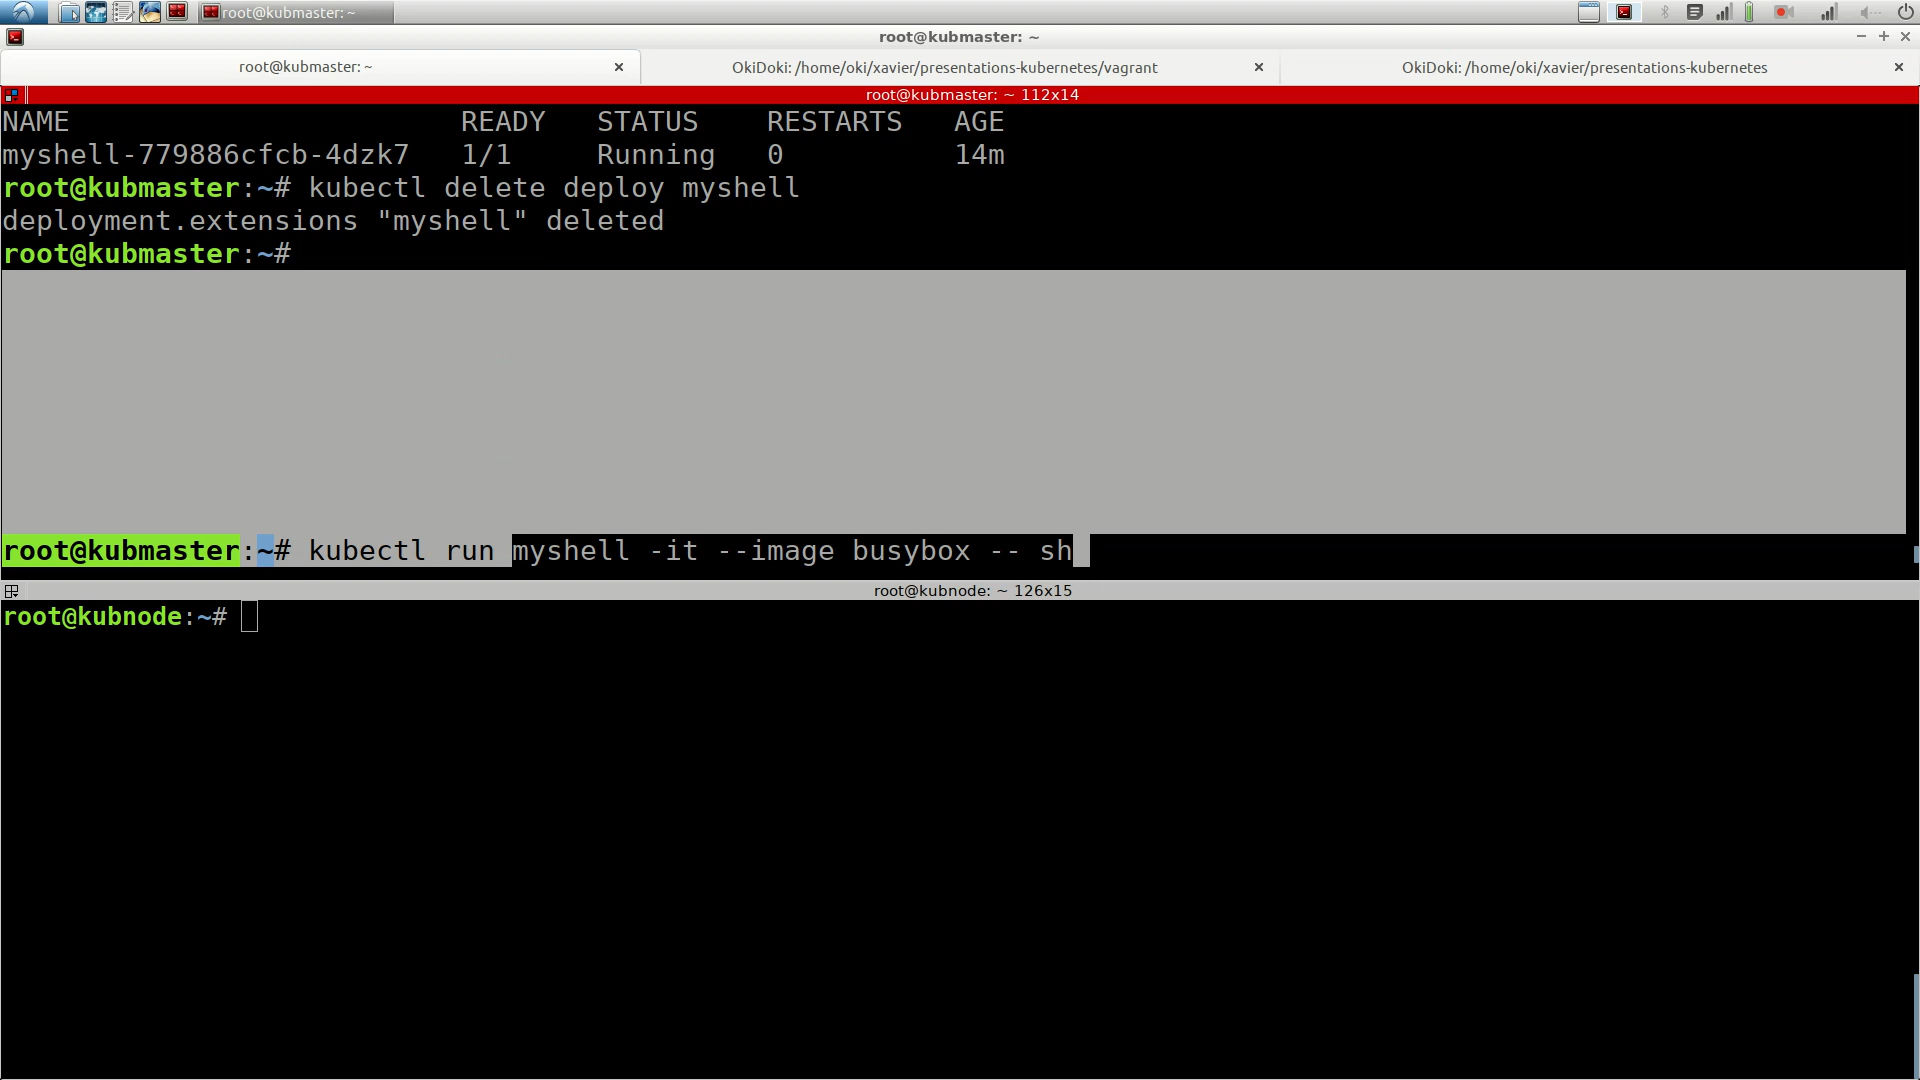 root@kubmaster: ~
root@kubmaster: ~
root@kubmaster: ~
OkiDoki: /home/oki/xavier/presentations-kubernetes/vagrant
OkiDoki: /home/oki/xavier/presentations-kubernetes
root@kubmaster: ~ 112x14
NAME READY STATUS RESTARTS AGE
myshell-779886cfcb-4dzk7 1/1 Running 0 14m
root@kubmaster:~# kubectl delete deploy myshell
deployment.extensions "myshell" deleted
root@kubmaster:~#
root@kubmaster:~# kubectl run myshell -it --image busybox -- sh
root@kubnode: ~ 126x15
root@kubnode:~#